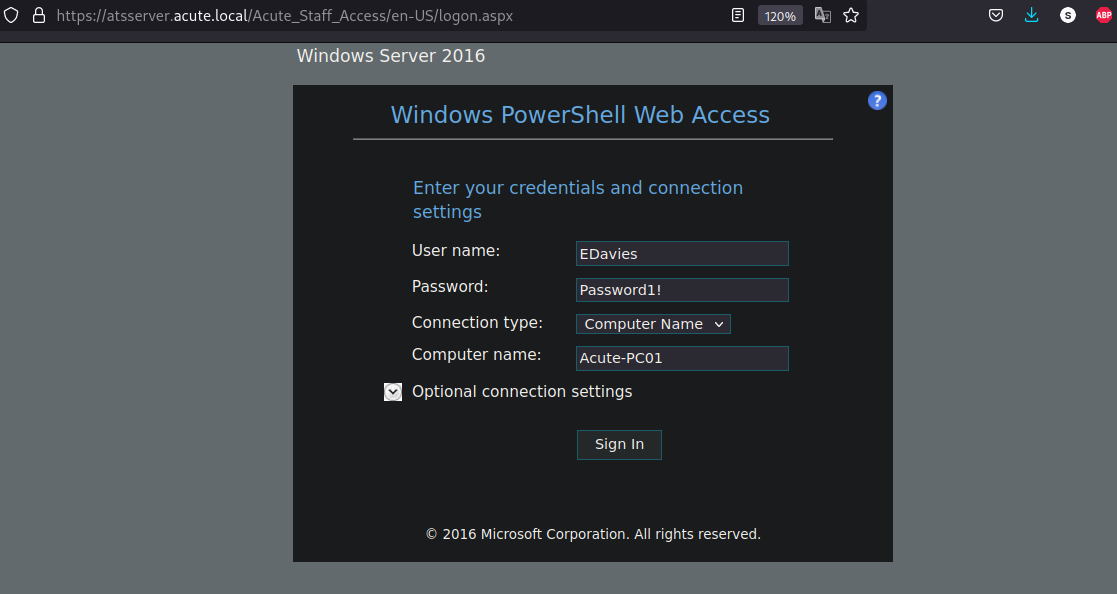 https://atsserver.acute.local/Acute_Staff_Access/en-US/logon.aspx 120% S ABP
Windows Server 2016
?
Windows PowerShell Web Access
Enter your credentials and connection
settings
User name: EDavies
Password: Password1!
Connection type: Computer Name
Computer name: Acute-PC01
Optional connection settings
Sign In
© 2016 Microsoft Corporation. All rights reserved.